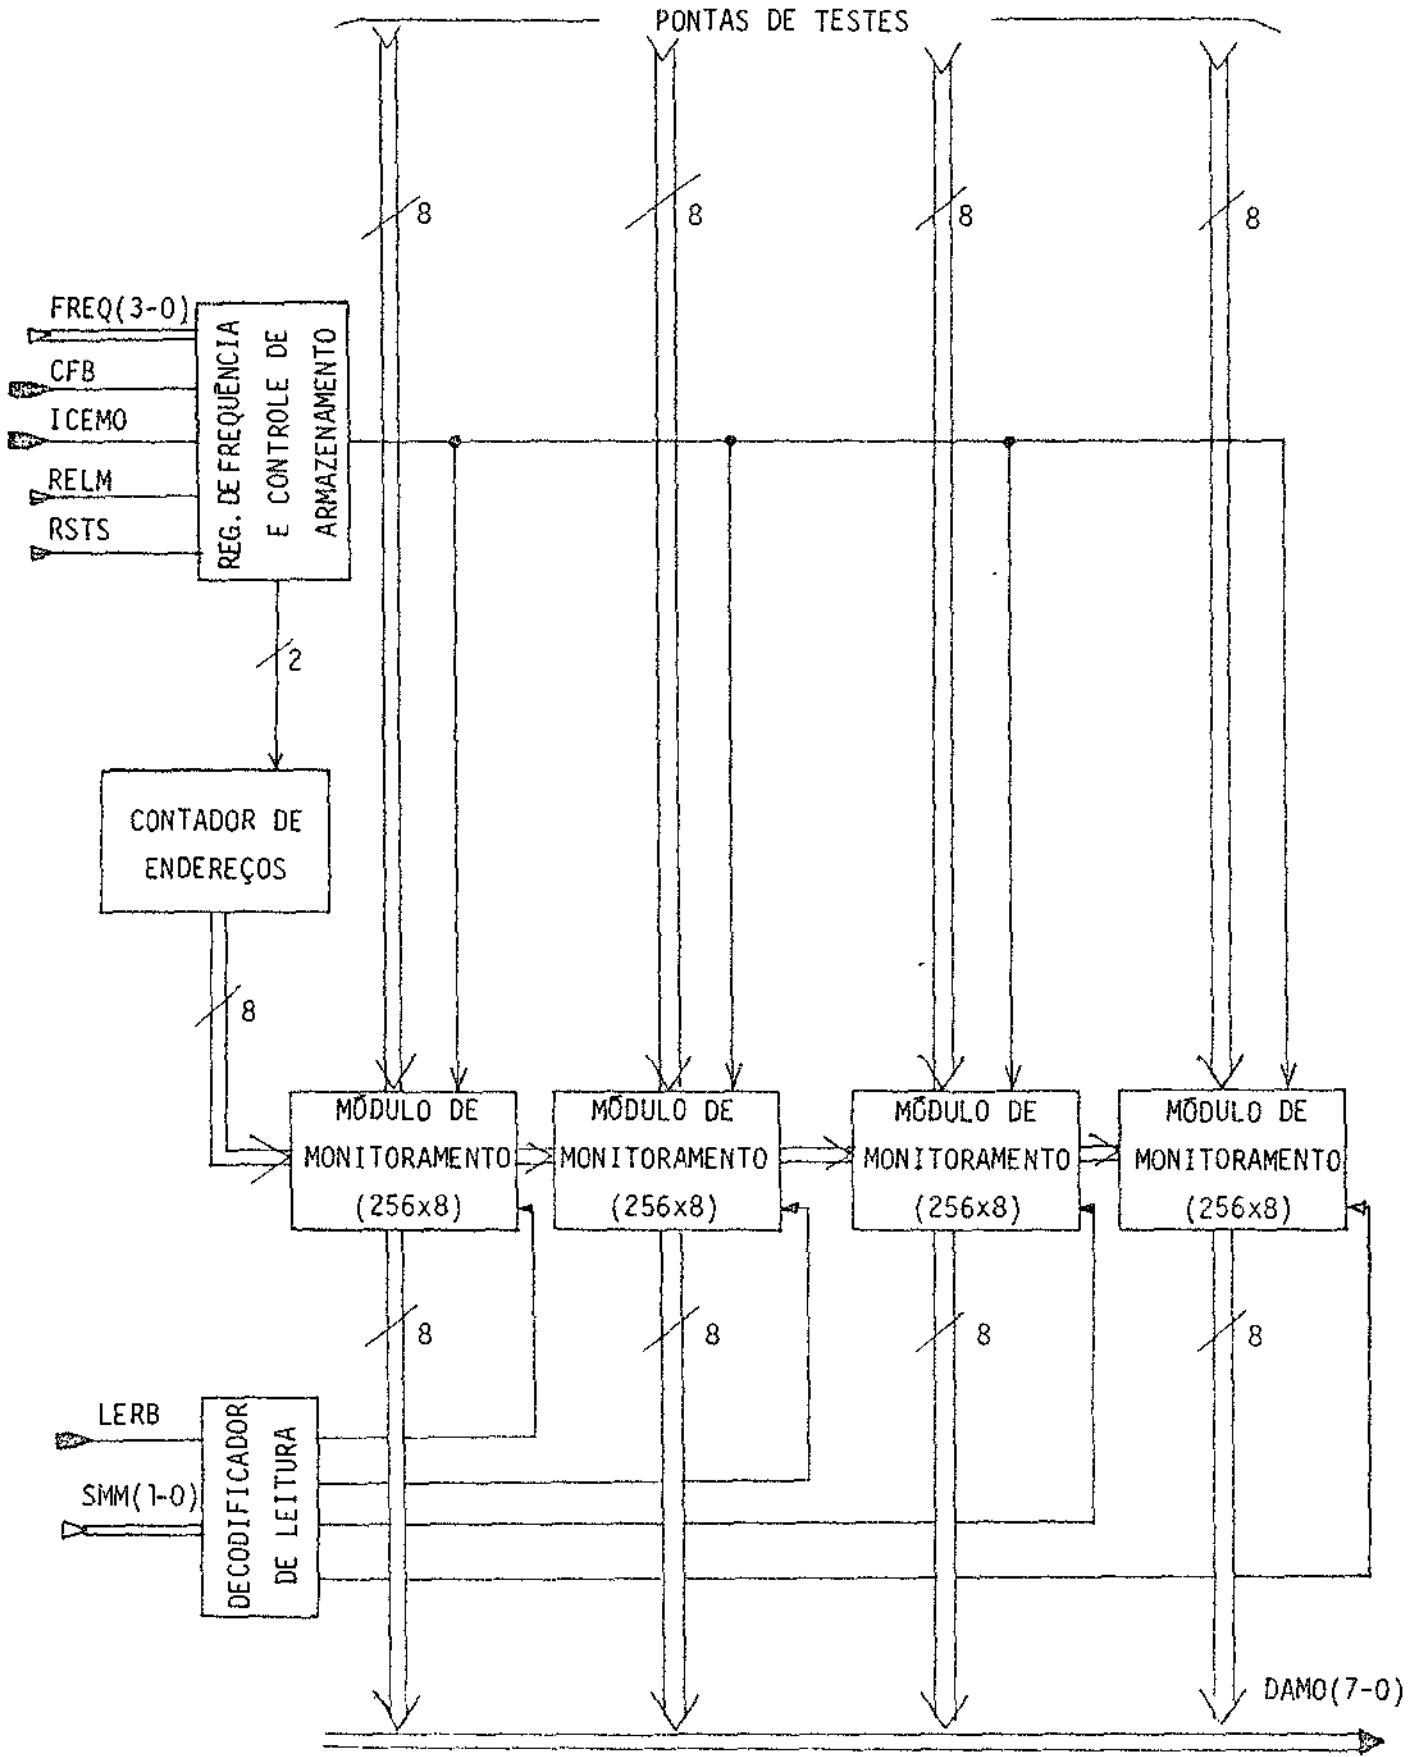 PONTAS DE TESTES
8
8
8
8
FREQ(3-0)
CFB
ICEMO
RELM
RSTS
REG. DE FREQUÊNCIA
E CONTROLE DE
ARMAZENAMENTO
2
CONTADOR DE
ENDEREÇOS
8
MÓDULO DE
MONITORAMENTO
(256x8)
MÓDULO DE
MONITORAMENTO
(256x8)
MÓDULO DE
MONITORAMENTO
(256x8)
MÓDULO DE
MONITORAMENTO
(256x8)
8
8
8
8
LERB
SMM(1-0)
DECODIFICADOR
DE LEITURA
DAMO(7-0)